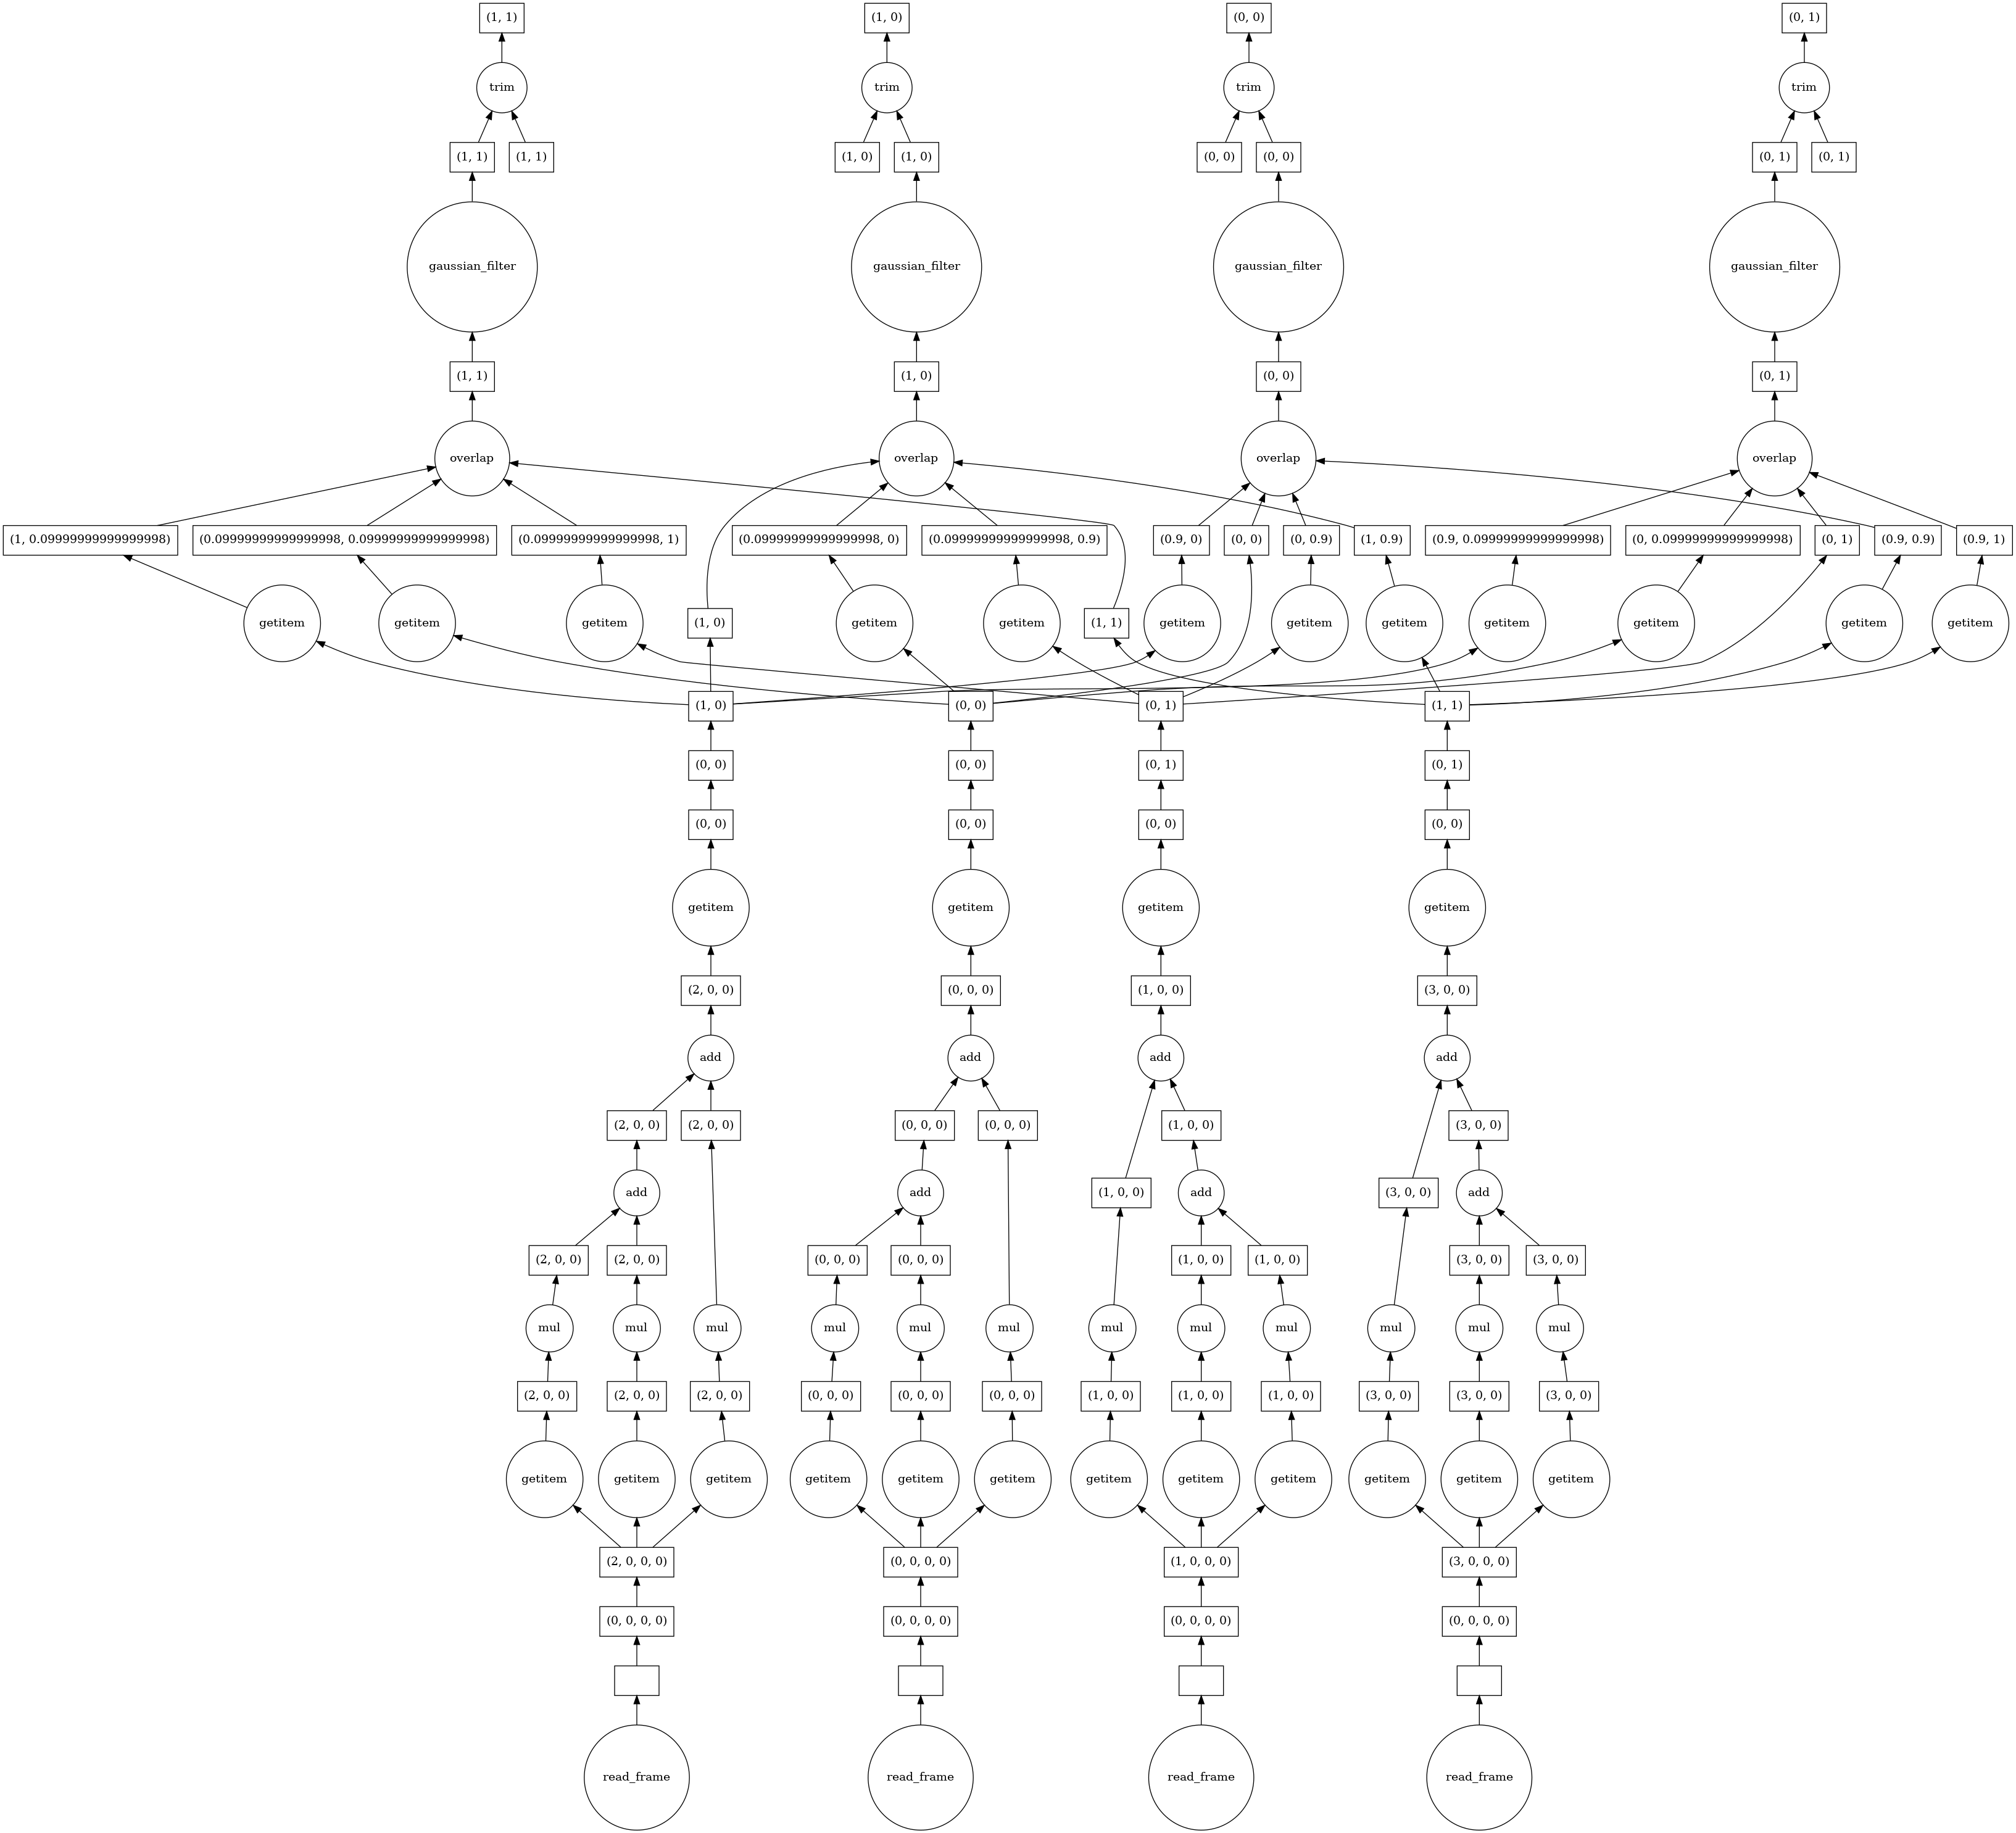 (1, 1)
(1, 0)
(0, 0)
(0, 1)
trim
trim
trim
trim
(1, 1)
(1, 1)
(1, 0)
(1, 0)
(0, 0)
(0, 0)
(0, 1)
(0, 1)
gaussian_filter
gaussian_filter
gaussian_filter
gaussian_filter
(1, 1)
(1, 0)
(0, 0)
(0, 1)
overlap
overlap
overlap
overlap
(1, 0.09999999999999998)
(0.09999999999999998, 0.09999999999999998)
(0.09999999999999998, 1)
(0.09999999999999998, 0)
(0.09999999999999998, 0.9)
(0.9, 0)
(0, 0)
(0, 0.9)
(1, 0.9)
(0.9, 0.09999999999999998)
(0, 0.09999999999999998)
(0, 1)
(0.9, 0.9)
(0.9, 1)
getitem
getitem
getitem
(1, 0)
getitem
getitem
(1, 1)
getitem
getitem
getitem
getitem
getitem
getitem
getitem
(1, 0)
(0, 0)
(0, 1)
(1, 1)
(0, 0)
(0, 0)
(0, 1)
(0, 1)
(0, 0)
(0, 0)
(0, 0)
(0, 0)
getitem
getitem
getitem
getitem
(2, 0, 0)
(0, 0, 0)
(1, 0, 0)
(3, 0, 0)
add
add
add
add
(2, 0, 0)
(2, 0, 0)
(0, 0, 0)
(0, 0, 0)
(1, 0, 0)
(3, 0, 0)
add
add
(1, 0, 0)
add
(3, 0, 0)
add
(2, 0, 0)
(2, 0, 0)
(0, 0, 0)
(0, 0, 0)
(1, 0, 0)
(1, 0, 0)
(3, 0, 0)
(3, 0, 0)
mul
mul
mul
mul
mul
mul
mul
mul
mul
mul
mul
mul
(2, 0, 0)
(2, 0, 0)
(2, 0, 0)
(0, 0, 0)
(0, 0, 0)
(0, 0, 0)
(1, 0, 0)
(1, 0, 0)
(1, 0, 0)
(3, 0, 0)
(3, 0, 0)
(3, 0, 0)
getitem
getitem
getitem
getitem
getitem
getitem
getitem
getitem
getitem
getitem
getitem
getitem
(2, 0, 0, 0)
(0, 0, 0, 0)
(1, 0, 0, 0)
(3, 0, 0, 0)
(0, 0, 0, 0)
(0, 0, 0, 0)
(0, 0, 0, 0)
(0, 0, 0, 0)
read_frame
read_frame
read_frame
read_frame